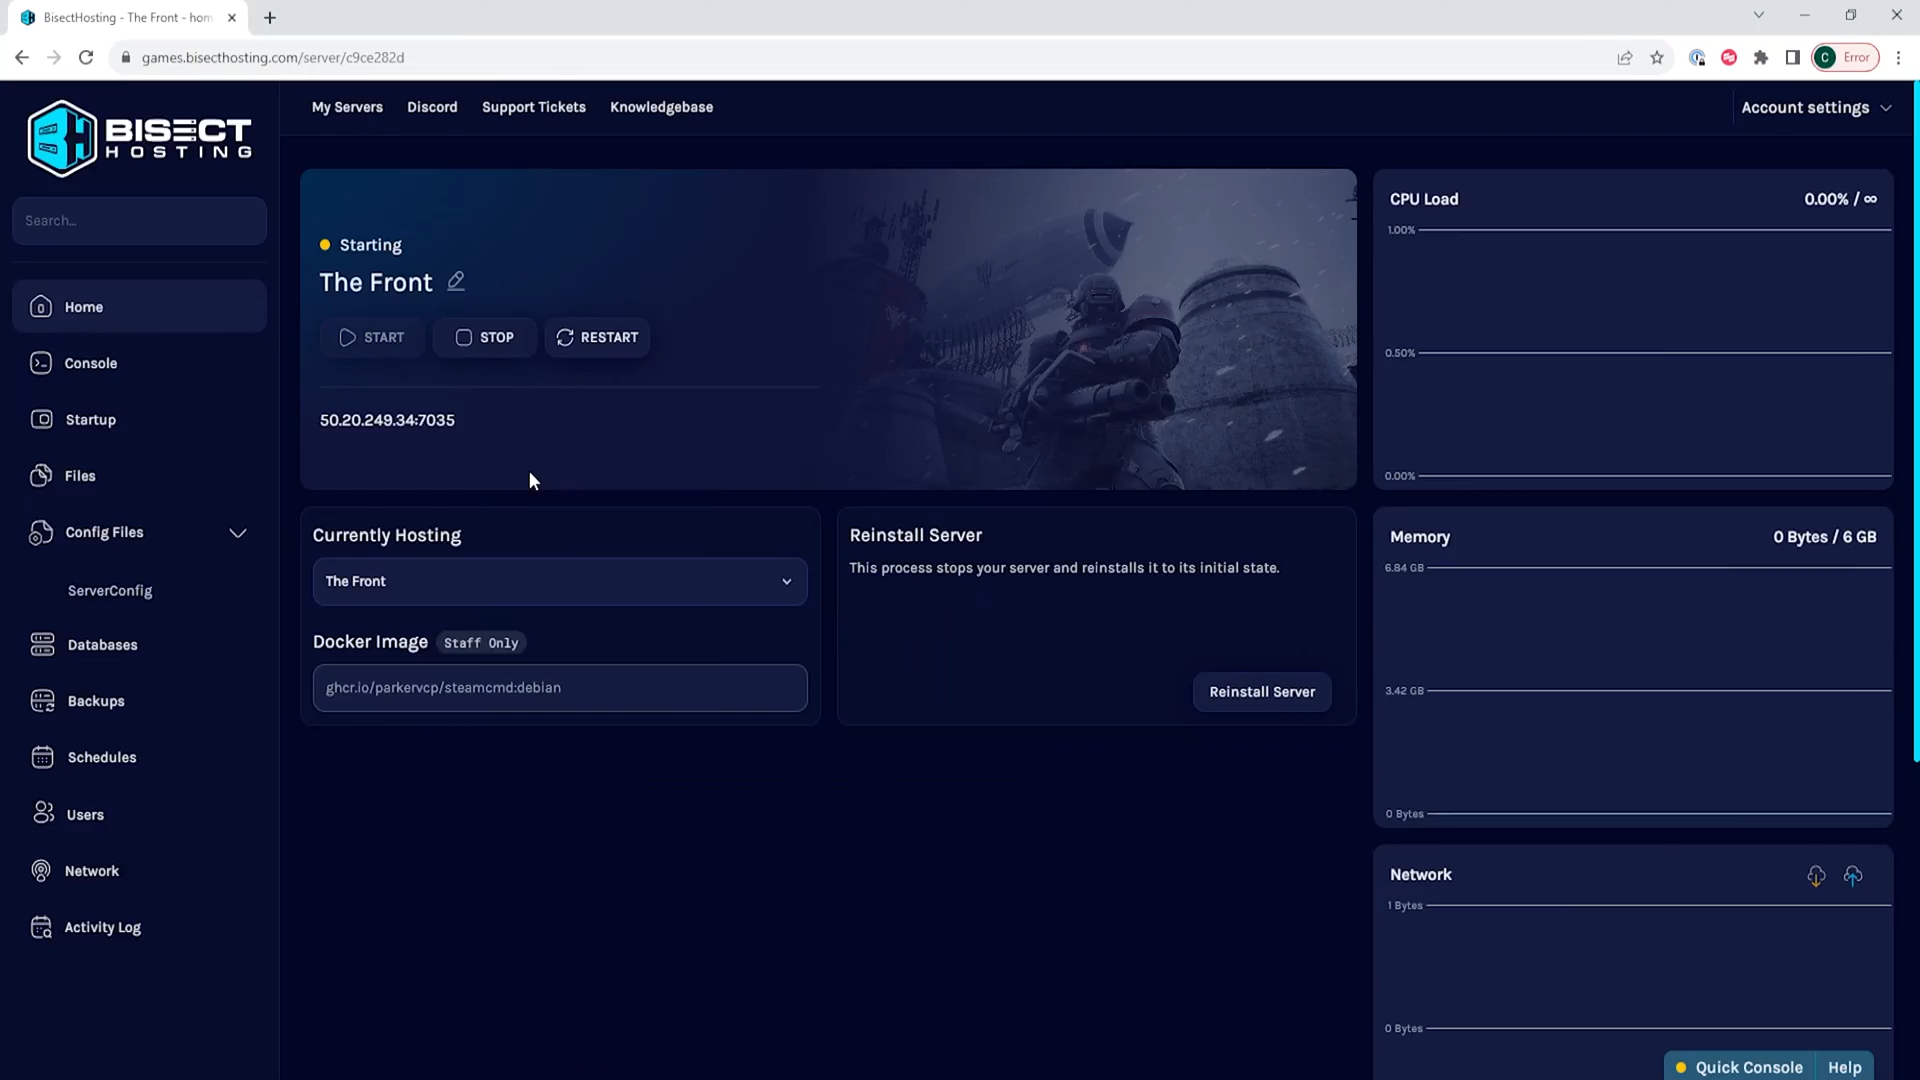 BisectHosting - The Front - hom
games.bisecthosting.com/server/c9ce282d
C
Error
BISECT
HOSTING
My Servers
Discord
Support Tickets
Knowledgebase
Account settings
Search...
Home
Console
Startup
Files
Config Files
ServerConfig
Databases
Backups
Schedules
Users
Network
Activity Log
Starting
The Front
START
STOP
RESTART
50.20.249.34:7035
Currently Hosting
The Front
Docker Image
Staff Only
ghcr.io/parkervcp/steamcmd:debian
Reinstall Server
This process stops your server and reinstalls it to its initial state.
Reinstall Server
CPU Load
0.00% / ∞
1.00%
0.50%
0.00%
Memory
0 Bytes / 6 GB
6.84 GB
3.42 GB
0 Bytes
Network
1 Bytes
0 Bytes
Quick Console
Help